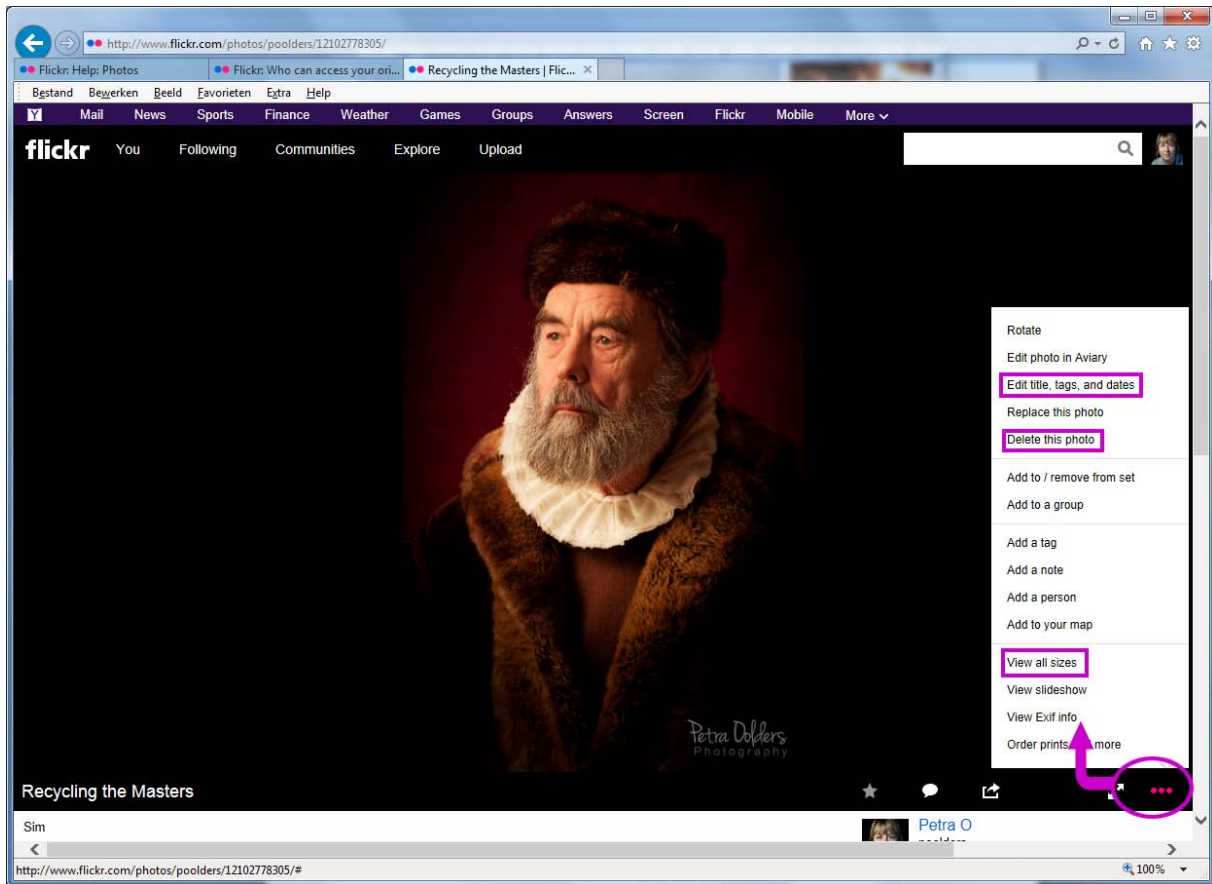 http://www.flickr.com/photos/poolders/12102778305/
Flickr: Help: Photos
Flickr: Who can access your ori...
Recycling the Masters | Flic...
Bestand Bewerken Beeld Favorieten Extra Help
Y Mail News Sports Finance Weather Games Groups Answers Screen Flickr Mobile More
flickr You Following Communities Explore Upload
Rotate
Edit photo in Aviary
Edit title, tags, and dates
Replace this photo
Delete this photo
Add to / remove from set
Add to a group
Add a tag
Add a note
Add a person
Add to your map
View all sizes
View slideshow
View Exif info
Order prints more
Petra Dolders
Photography
Recycling the Masters
Sim
Petra O
http://www.flickr.com/photos/poolders/12102778305/#
100%